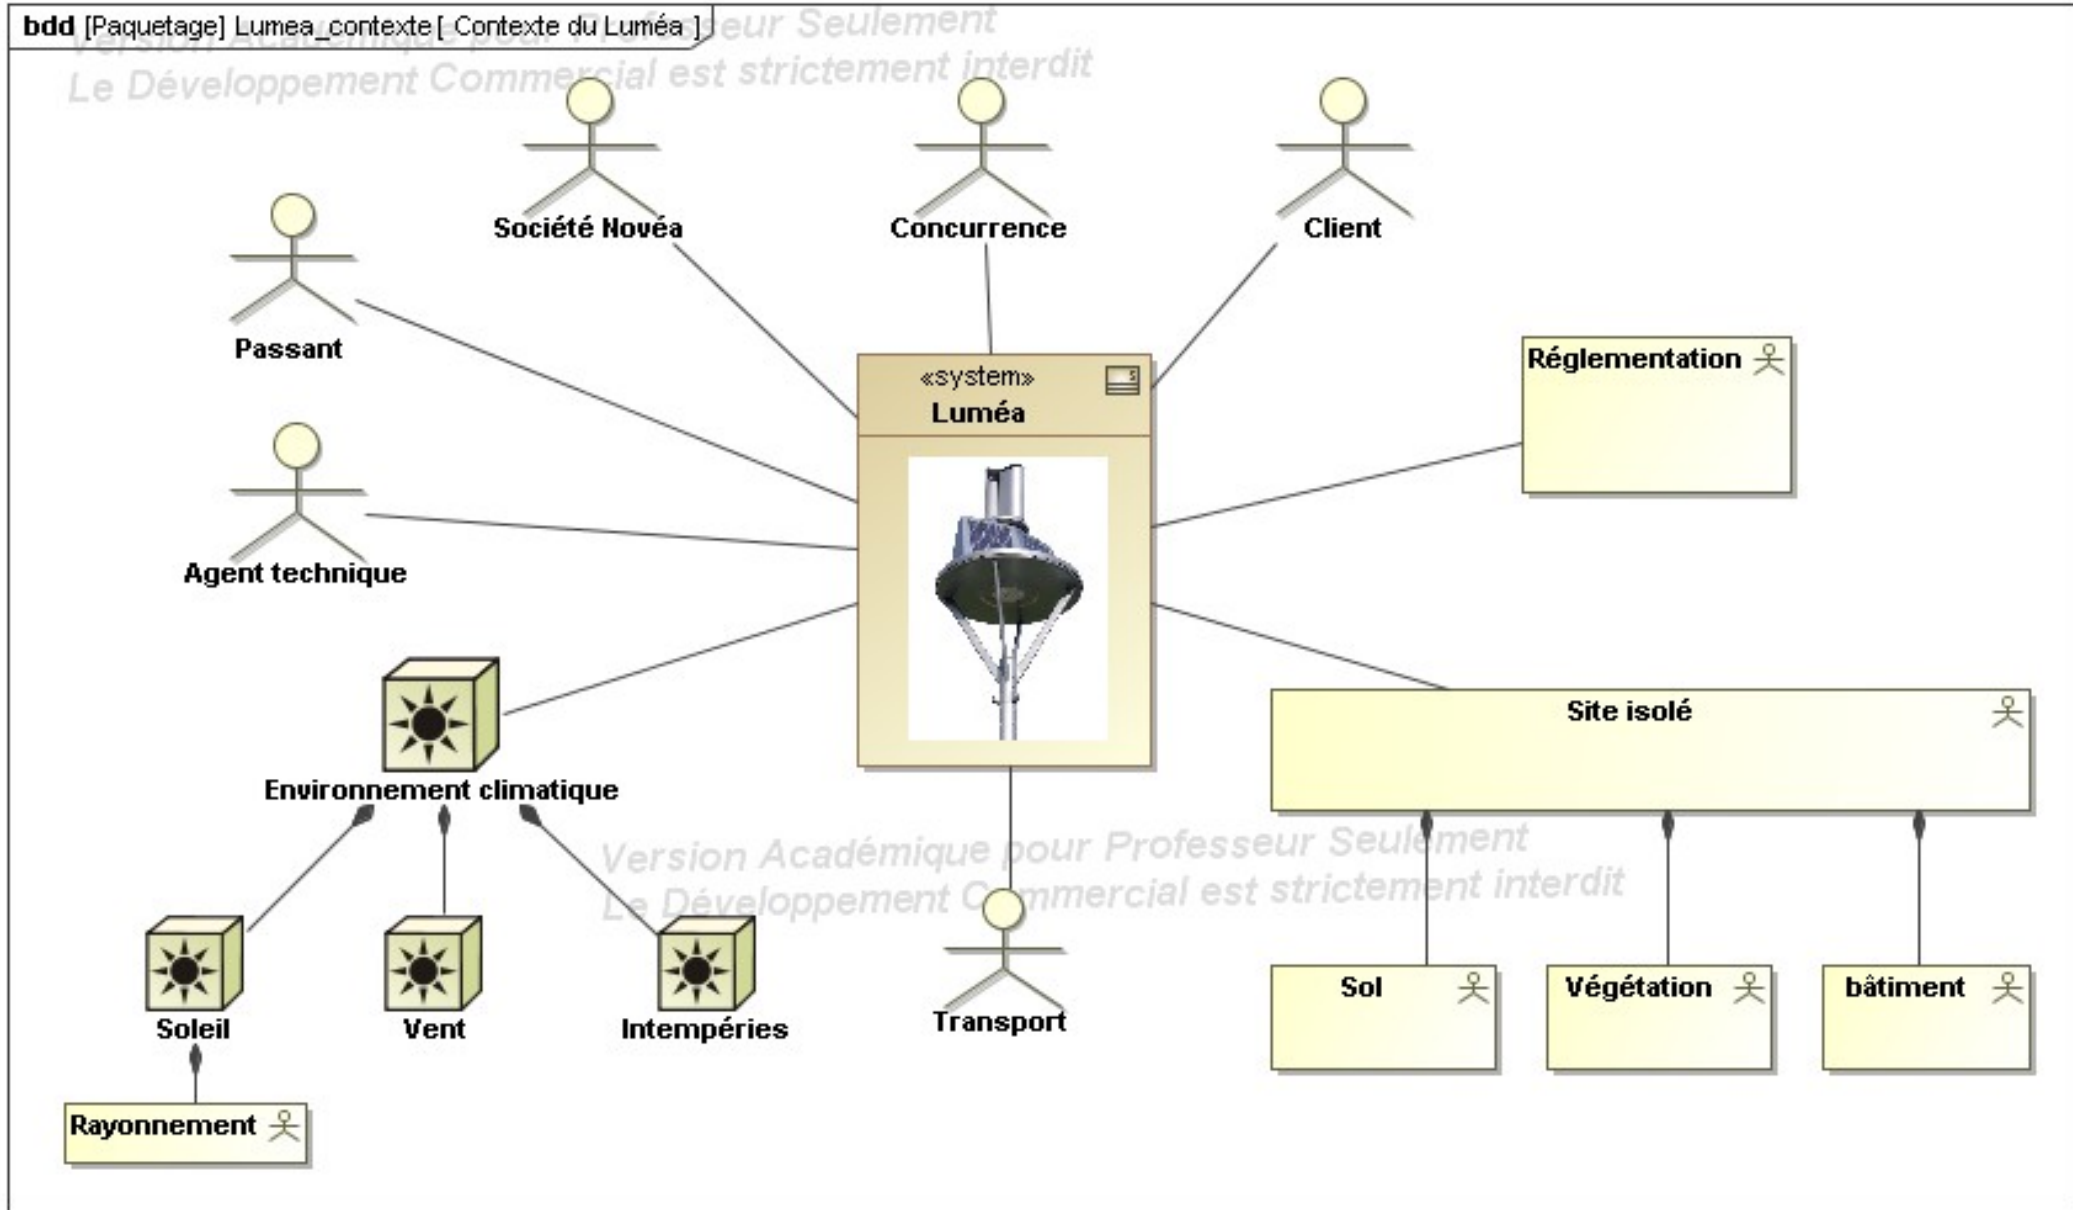 bdd [Paquetage] Lumea_contexte [ Contexte du Luméa ]
Version Académique pour Professeur Seulement
Le Développement Commercial est strictement interdit
Société Novéa
Concurrence
Client
Passant
«system»
Luméa
Réglementation
Agent technique
Site isolé
Environnement climatique
Version Académique pour Professeur Seulement
Le Développement Commercial est strictement interdit
Sol
Végétation
bâtiment
Soleil
Vent
Intempéries
Transport
Rayonnement